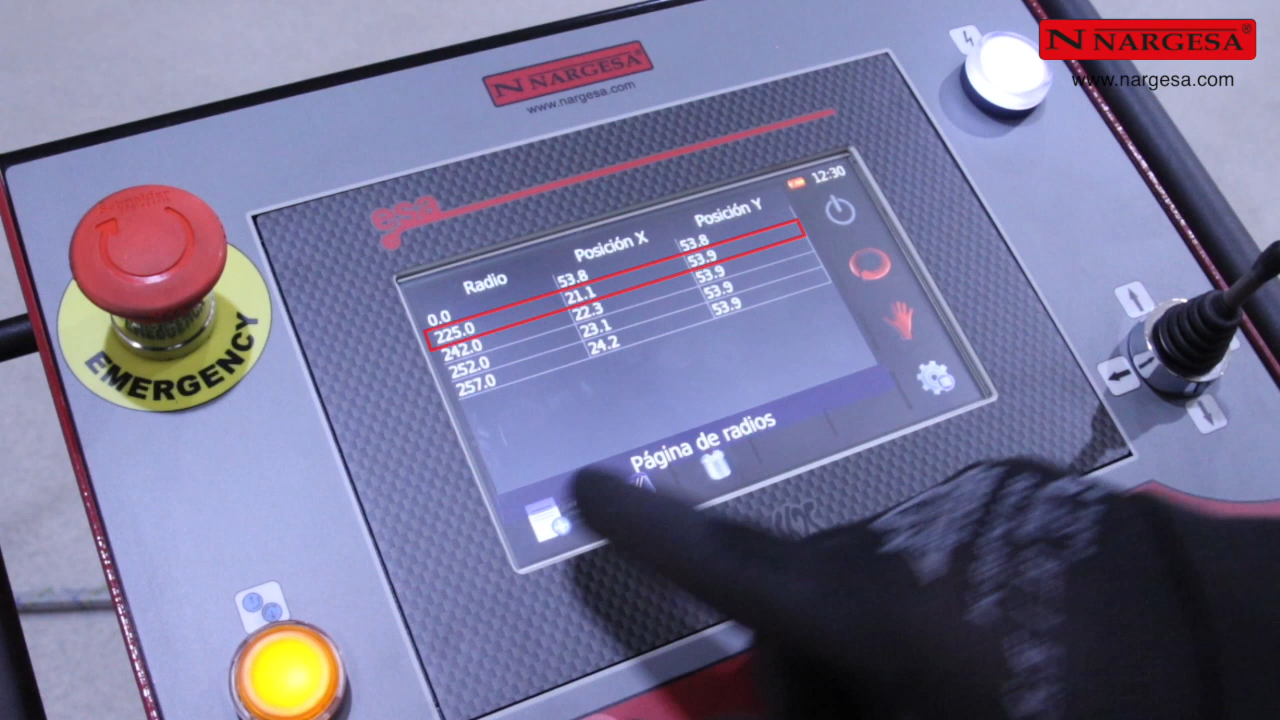 N NARGESA®
www.nargesa.com
N NARGESA
www.nargesa.com
esa
12:30
Radio Posición X Posición Y
0.0 53.8 53.8
225.0 21.1 53.9
242.0 22.3 53.9
252.0 23.1 53.9
257.0 24.2 53.9
Página de radios
Schneider
EMERGENCY